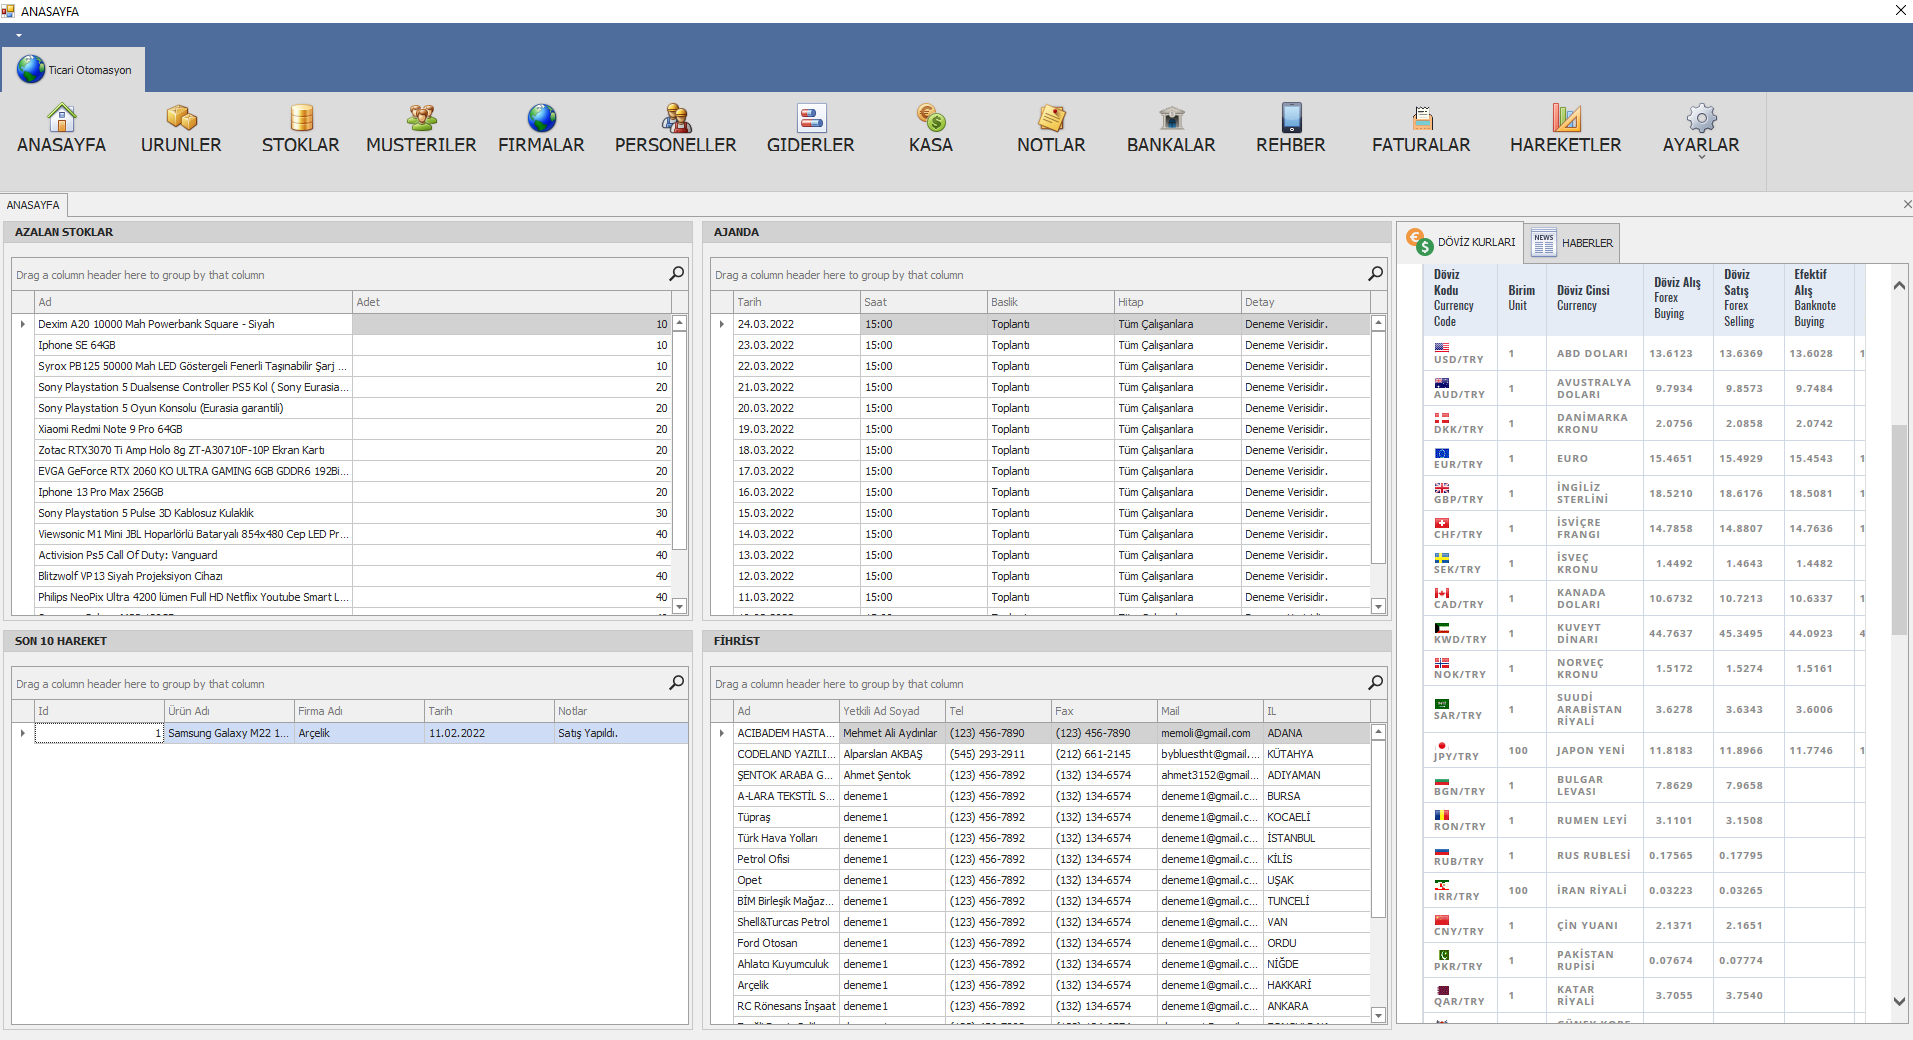 ANASAYFA
Ticari Otomasyon
ANASAYFA URUNLER STOKLAR MUSTERILER FIRMALAR PERSONELLER GIDERLER KASA NOTLAR BANKALAR REHBER FATURALAR HAREKETLER AYARLAR
ANASAYFA
AZALAN STOKLAR
Drag a column header here to group by that column
Ad Adet
Dexim A20 10000 Mah Powerbank Square - Siyah 10
Iphone SE 64GB 10
Syrox PB125 50000 Mah LED Göstergeli Fenerli Taşınabilir Şarj ... 10
Sony Playstation 5 Dualsense Controller PS5 Kol ( Sony Eurasia... 20
Sony Playstation 5 Oyun Konsolu (Eurasia garantili) 20
Xiaomi Redmi Note 9 Pro 64GB 20
Zotac RTX3070 Ti Amp Holo 8g ZT-A30710F-10P Ekran Kartı 20
EVGA GeForce RTX 2060 KO ULTRA GAMING 6GB GDDR6 192Bi... 20
Iphone 13 Pro Max 256GB 20
Sony Playstation 5 Pulse 3D Kablosuz Kulaklık 30
Viewsonic M1 Mini JBL Hoparlörlü Bataryalı 854x480 Cep LED Pr... 40
Activision Ps5 Call Of Duty: Vanguard 40
Blitzwolf VP13 Siyah Projeksiyon Cihazı 40
Philips NeoPix Ultra 4200 lümen Full HD Netflix Youtube Smart L... 40
AJANDA
Drag a column header here to group by that column
Tarih Saat Baslik Hitap Detay
24.03.2022 15:00 Toplantı Tüm Çalışanlara Deneme Verisidir.
23.03.2022 15:00 Toplantı Tüm Çalışanlara Deneme Verisidir.
22.03.2022 15:00 Toplantı Tüm Çalışanlara Deneme Verisidir.
21.03.2022 15:00 Toplantı Tüm Çalışanlara Deneme Verisidir.
20.03.2022 15:00 Toplantı Tüm Çalışanlara Deneme Verisidir.
19.03.2022 15:00 Toplantı Tüm Çalışanlara Deneme Verisidir.
18.03.2022 15:00 Toplantı Tüm Çalışanlara Deneme Verisidir.
17.03.2022 15:00 Toplantı Tüm Çalışanlara Deneme Verisidir.
16.03.2022 15:00 Toplantı Tüm Çalışanlara Deneme Verisidir.
15.03.2022 15:00 Toplantı Tüm Çalışanlara Deneme Verisidir.
14.03.2022 15:00 Toplantı Tüm Çalışanlara Deneme Verisidir.
13.03.2022 15:00 Toplantı Tüm Çalışanlara Deneme Verisidir.
12.03.2022 15:00 Toplantı Tüm Çalışanlara Deneme Verisidir.
11.03.2022 15:00 Toplantı Tüm Çalışanlara Deneme Verisidir.
SON 10 HAREKET
Drag a column header here to group by that column
Id Ürün Adı Firma Adı Tarih Notlar
1 Samsung Galaxy M22 1... Arçelik 11.02.2022 Satış Yapıldı.
FİHRİST
Drag a column header here to group by that column
Ad Yetkili Ad Soyad Tel Fax Mail IL
ACIBADEM HASTA... Mehmet Ali Aydınlar (123) 456-7890 (123) 456-7890 memoli@gmail.com ADANA
CODELAND YAZILI... Alparslan AKBAŞ (545) 293-2911 (212) 661-2145 bybluestht@gmail.... KÜTAHYA
ŞENTOK ARABA G... Ahmet Şentok (123) 456-7892 (132) 134-6574 ahmet3152@gmail.... ADIYAMAN
A-LARA TEKSTİL S... deneme1 (123) 456-7892 (132) 134-6574 deneme1@gmail.c... BURSA
Tüpraş deneme1 (123) 456-7892 (132) 134-6574 deneme1@gmail.c... KOCAELİ
Türk Hava Yolları deneme1 (123) 456-7892 (132) 134-6574 deneme1@gmail.c... İSTANBUL
Petrol Ofisi deneme1 (123) 456-7892 (132) 134-6574 deneme1@gmail.c... KİLİS
Opet deneme1 (123) 456-7892 (132) 134-6574 deneme1@gmail.c... UŞAK
BİM Birleşik Mağaz... deneme1 (123) 456-7892 (132) 134-6574 deneme1@gmail.c... TUNCELİ
Shell&Turcas Petrol deneme1 (123) 456-7892 (132) 134-6574 deneme1@gmail.c... VAN
Ford Otosan deneme1 (123) 456-7892 (132) 134-6574 deneme1@gmail.c... ORDU
Ahlatcı Kuyumculuk deneme1 (123) 456-7892 (132) 134-6574 deneme1@gmail.c... NİĞDE
Arçelik deneme1 (123) 456-7892 (132) 134-6574 deneme1@gmail.c... HAKKARİ
RC Rönesans İnşaat deneme1 (123) 456-7892 (132) 134-6574 deneme1@gmail.c... ANKARA
DÖVİZ KURLARI NEWS HABERLER
Döviz Kodu Currency Code Birim Unit Döviz Cinsi Currency Döviz Alış Forex Buying Döviz Satış Forex Selling Efektif Alış Banknote Buying
USD/TRY 1 ABD DOLARI 13.6123 13.6369 13.6028
AUD/TRY 1 AVUSTRALYA DOLARI 9.7934 9.8573 9.7484
DKK/TRY 1 DANİMARKA KRONU 2.0756 2.0858 2.0742
EUR/TRY 1 EURO 15.4651 15.4929 15.4543
GBP/TRY 1 İNGİLİZ STERLİNİ 18.5210 18.6176 18.5081
CHF/TRY 1 İSVİÇRE FRANGI 14.7858 14.8807 14.7636
SEK/TRY 1 İSVEÇ KRONU 1.4492 1.4643 1.4482
CAD/TRY 1 KANADA DOLARI 10.6732 10.7213 10.6337
KWD/TRY 1 KUVEYT DİNARI 44.7637 45.3495 44.0923
NOK/TRY 1 NORVEÇ KRONU 1.5172 1.5274 1.5161
SAR/TRY 1 SUUDİ ARABİSTAN RİYALİ 3.6278 3.6343 3.6006
JPY/TRY 100 JAPON YENİ 11.8183 11.8966 11.7746
BGN/TRY 1 BULGAR LEVASI 7.8629 7.9658
RON/TRY 1 RUMEN LEYİ 3.1101 3.1508
RUB/TRY 1 RUS RUBLESİ 0.17565 0.17795
IRR/TRY 100 İRAN RİYALİ 0.03223 0.03265
CNY/TRY 1 ÇİN YUANI 2.1371 2.1651
PKR/TRY 1 PAKİSTAN RUPİSİ 0.07674 0.07774
QAR/TRY 1 KATAR RİYALİ 3.7055 3.7540